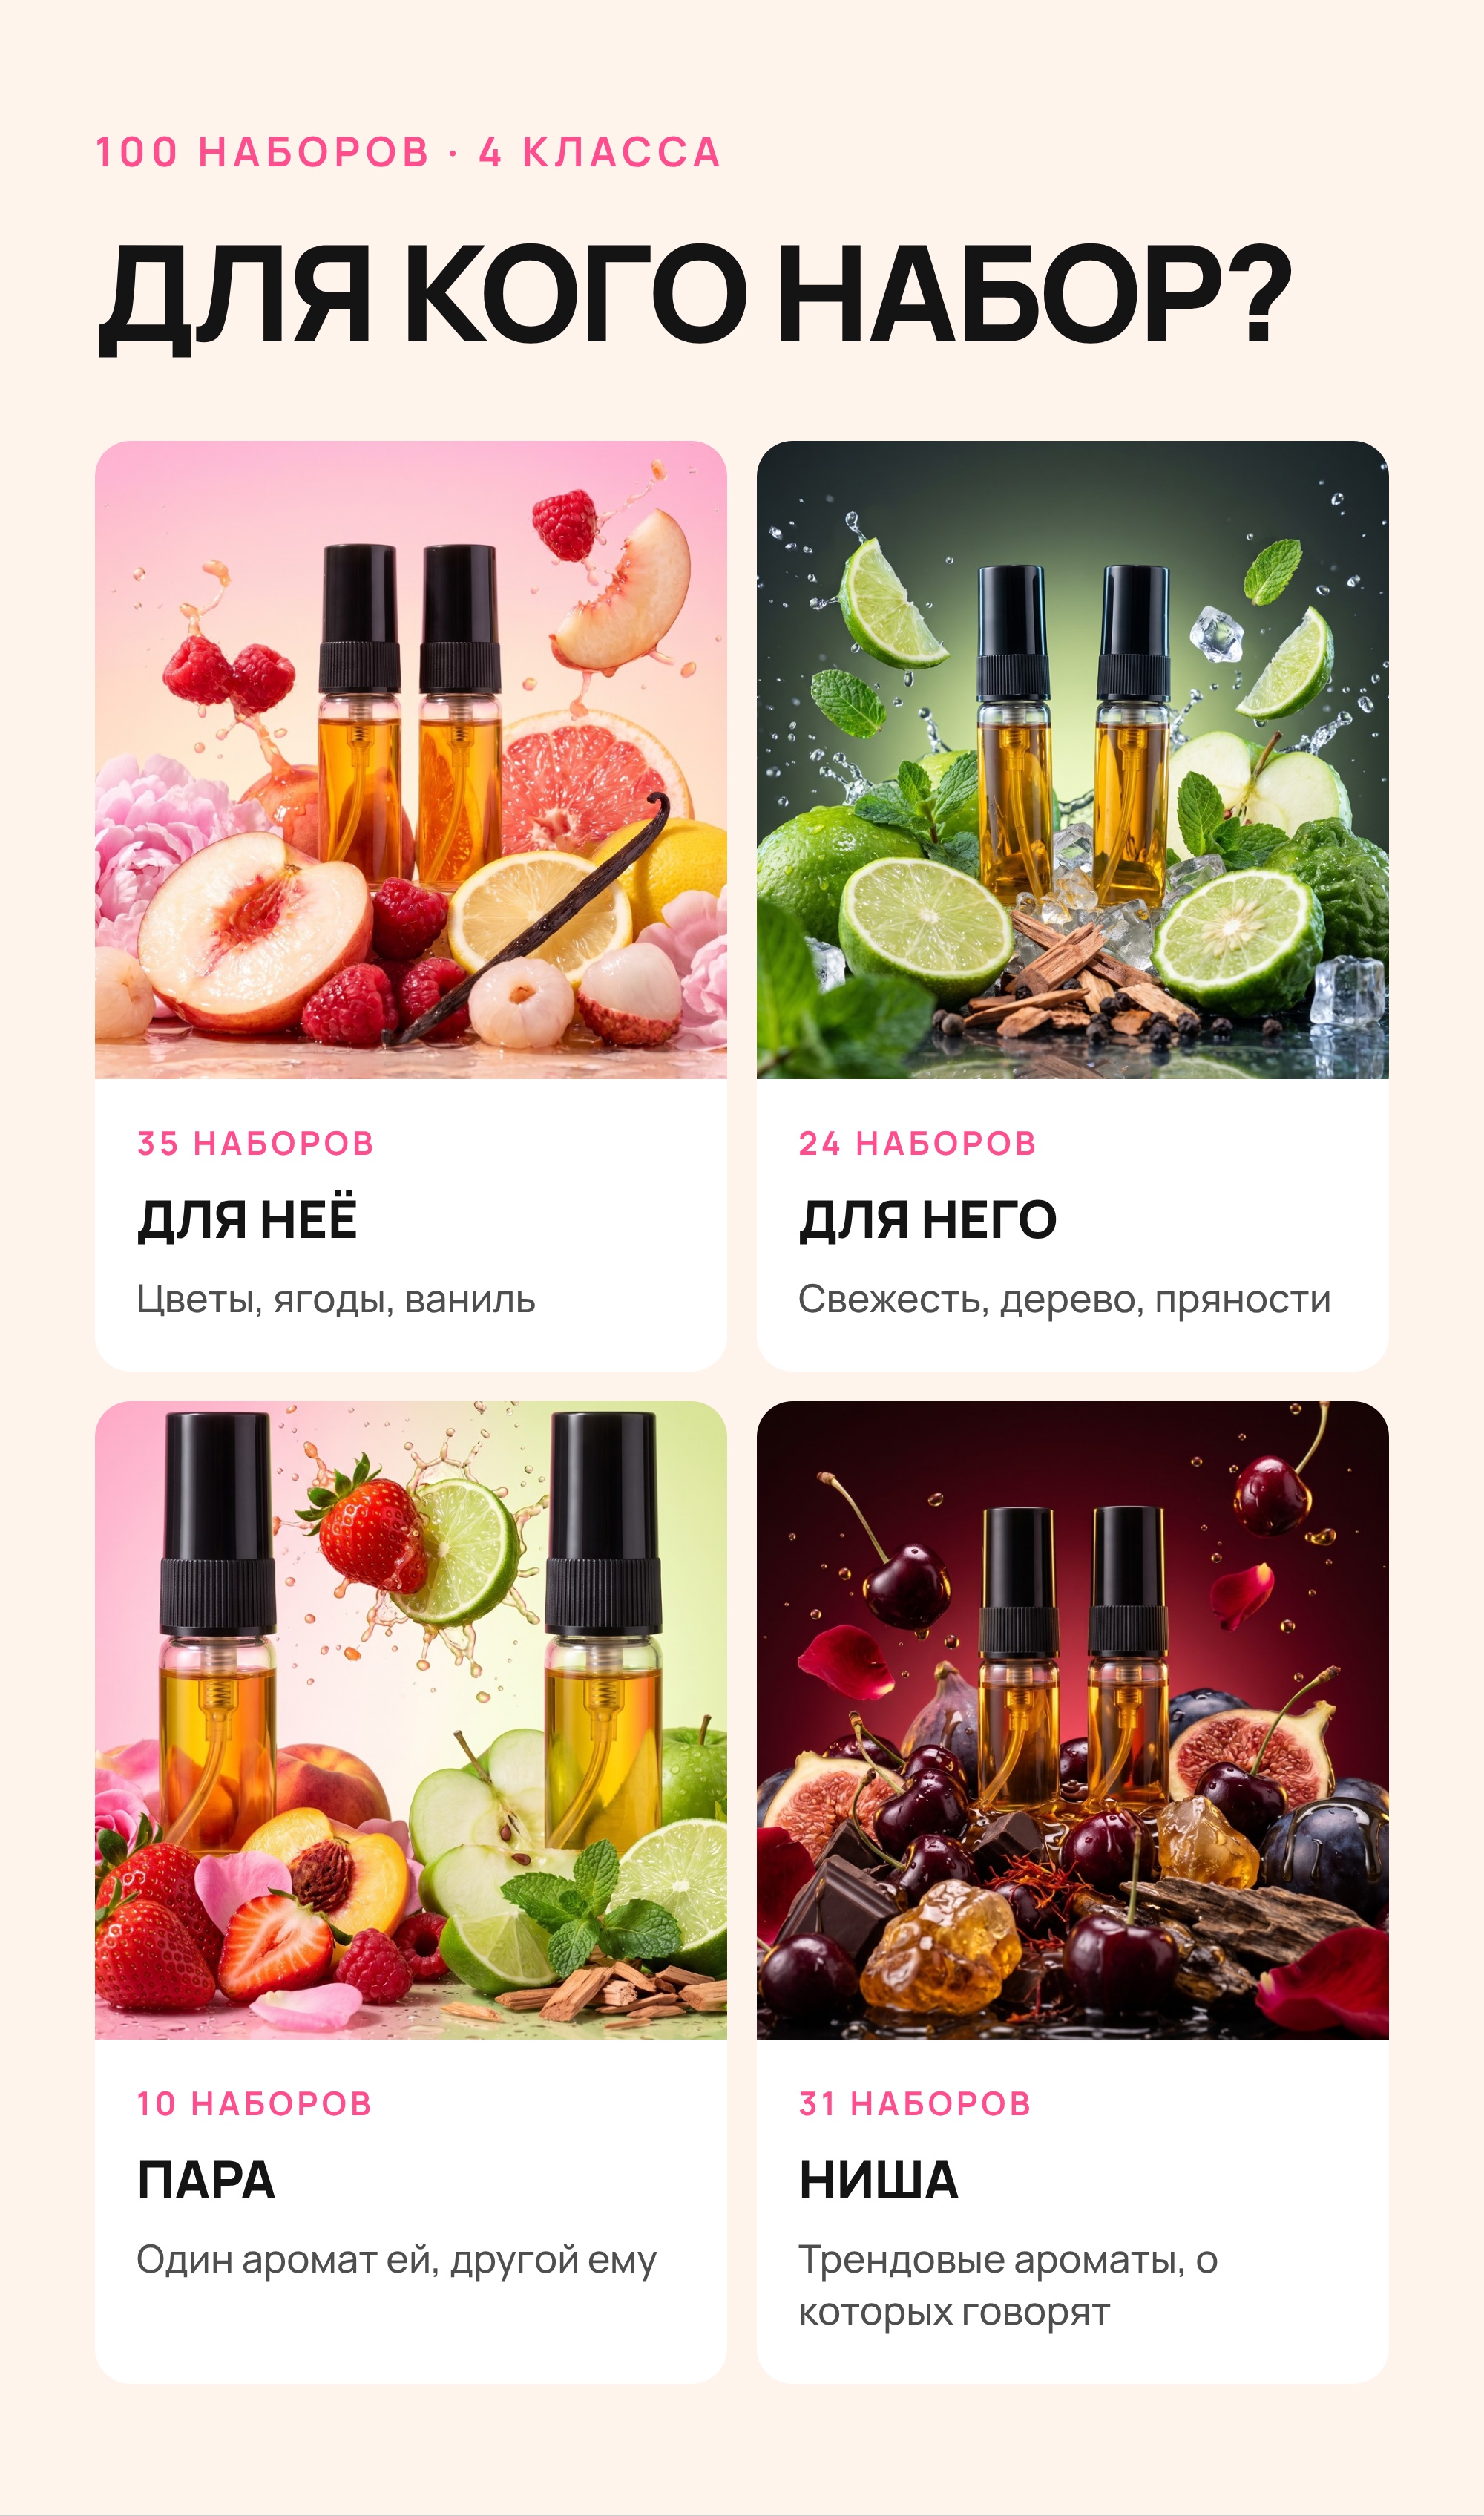 100 НАБОРОВ · 4 КЛАССА
ДЛЯ КОГО НАБОР?
35 НАБОРОВ
ДЛЯ НЕЁ
Цветы, ягоды, ваниль
24 НАБОРОВ
ДЛЯ НЕГО
Свежесть, дерево, пряности
10 НАБОРОВ
ПАРА
Один аромат ей, другой ему
31 НАБОРОВ
НИША
Трендовые ароматы, о
которых говорят